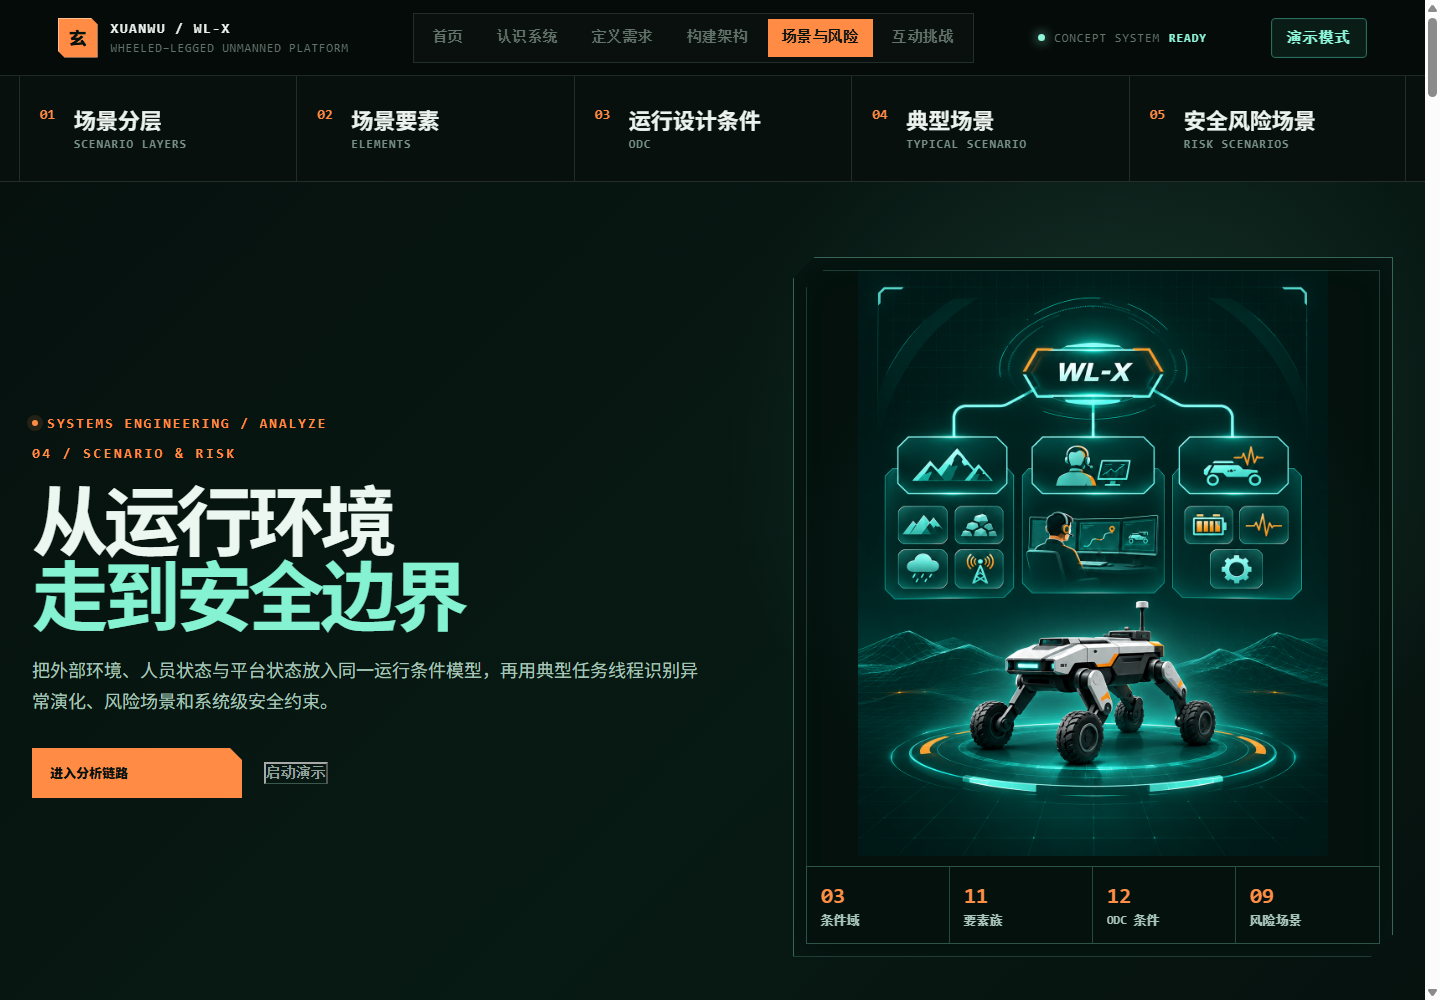 玄
XUANWU / WL-X
WHEELED-LEGGED UNMANNED PLATFORM
首页
认识系统
定义需求
构建架构
场景与风险
互动挑战
CONCEPT SYSTEM READY
演示模式
01 场景分层
SCENARIO LAYERS
02 场景要素
ELEMENTS
03 运行设计条件
ODC
04 典型场景
TYPICAL SCENARIO
05 安全风险场景
RISK SCENARIOS
SYSTEMS ENGINEERING / ANALYZE
04 / SCENARIO & RISK
从运行环境
走到安全边界
把外部环境、人员状态与平台状态放入同一运行条件模型，再用典型任务线程识别异
常演化、风险场景和系统级安全约束。
进入分析链路
启动演示
WL-X
03
条件域
11
要素族
12
ODC 条件
09
风险场景